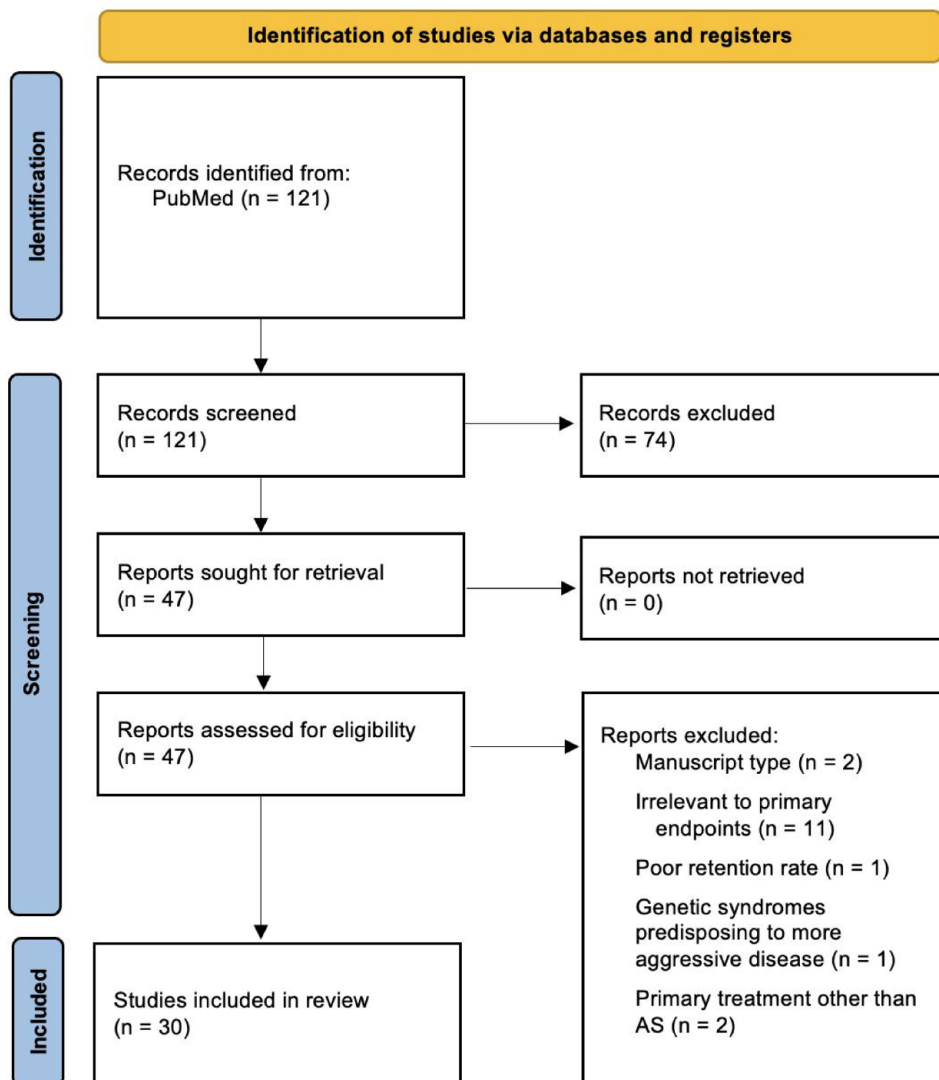 Identification of studies via databases and registers
Identification
Records identified from:
PubMed (n = 121)
Screening
Records screened
(n = 121)
Records excluded
(n = 74)
Reports sought for retrieval
(n = 47)
Reports not retrieved
(n = 0)
Reports assessed for eligibility
(n = 47)
Reports excluded:
Manuscript type (n = 2)
Irrelevant to primary
endpoints (n = 11)
Poor retention rate (n = 1)
Genetic syndromes
predisposing to more
aggressive disease (n = 1)
Primary treatment other than
AS (n = 2)
Included
Studies included in review
(n = 30)